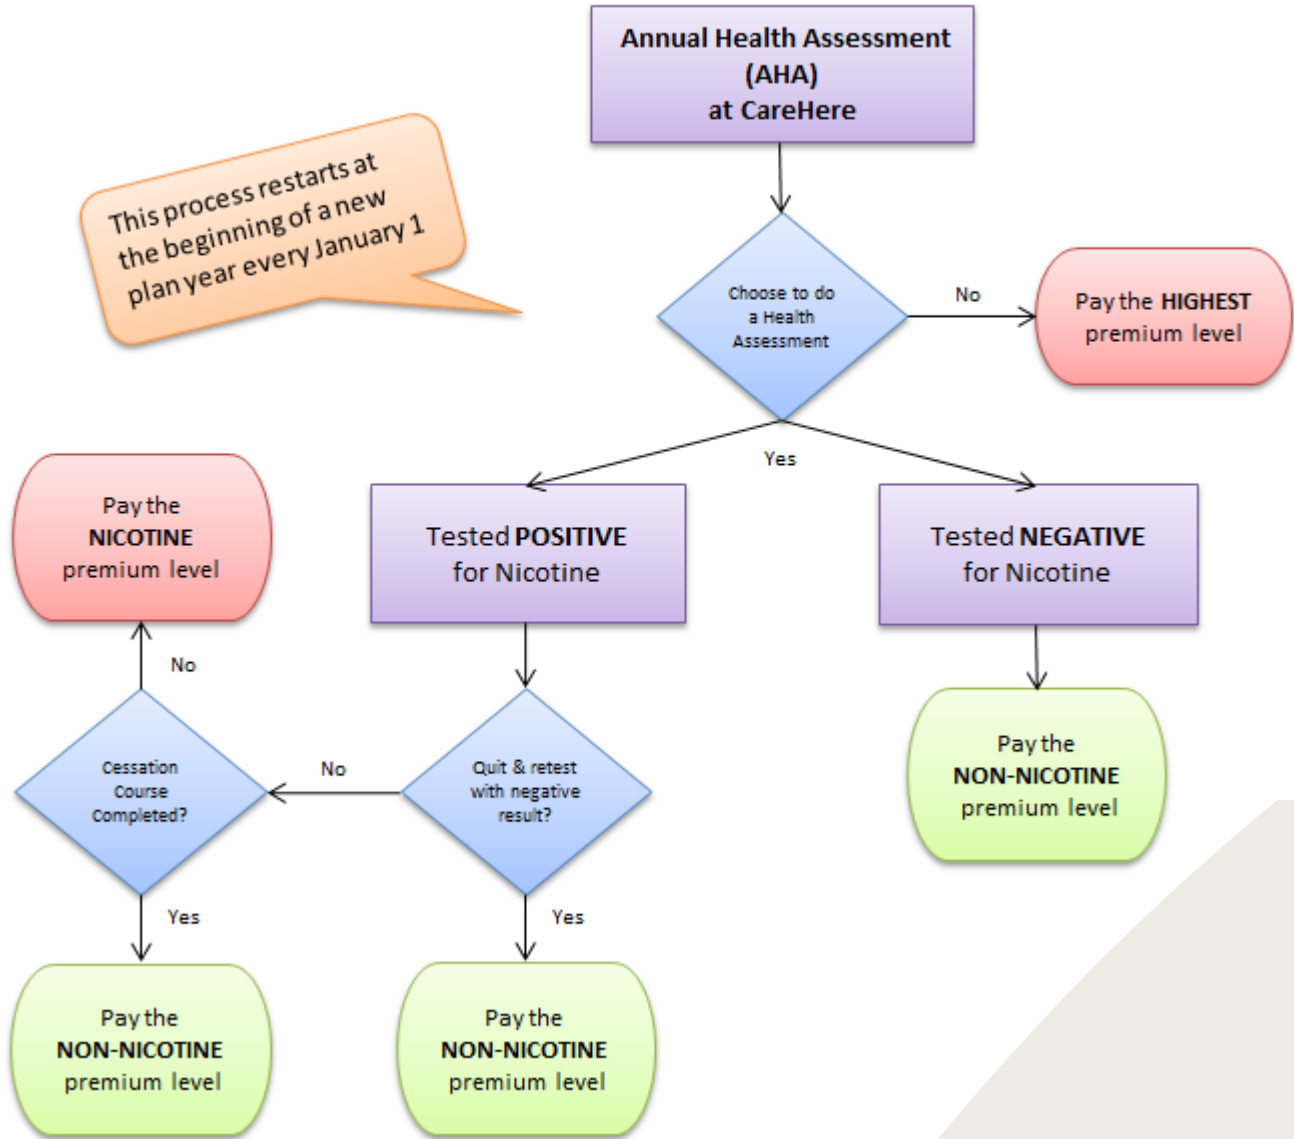 Annual Health Assessment
(AHA)
at CareHere
This process restarts at
the beginning of a new
plan year every January 1
Choose to do
a Health
Assessment
No
Pay the HIGHEST
premium level
Yes
Pay the
NICOTINE
premium level
Tested POSITIVE
for Nicotine
Tested NEGATIVE
for Nicotine
No
Cessation
Course
Completed?
No
Quit & retest
with negative
result?
Pay the
NON-NICOTINE
premium level
Yes
Yes
Pay the
NON-NICOTINE
premium level
Pay the
NON-NICOTINE
premium level